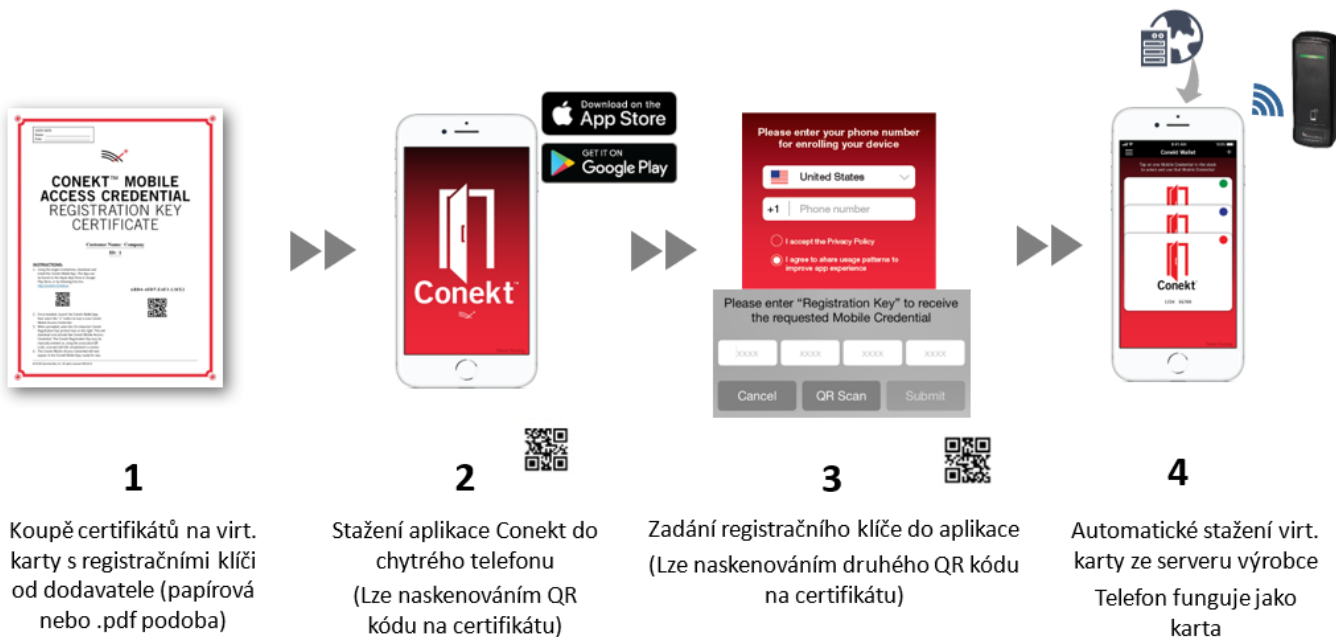 CONEKT™ MOBILE
ACCESS CREDENTIAL
REGISTRATION KEY
CERTIFICATE
Customer Name: Company
INSTRUCTIONS:
Download on the
App Store
GET IT ON
Google Play
Conekt™
Please enter your phone number
for enrolling your device
United States
+1 Phone number
I accept the Privacy Policy
I agree to share usage patterns to
improve app experience
Please enter “Registration Key” to receive
the requested Mobile Credential
xxxx xxxx xxxx xxxx
Cancel QR Scan Submit
Conekt Wallet
Conekt
1
Koupě certifikátů na virt.
karty s registračními klíči
od dodavatele (papírová
nebo .pdf podoba)
2
Stažení aplikace Conekt do
chytrého telefonu
(Lze naskenováním QR
kódu na certifikátu)
3
Zadání registračního klíče do aplikace
(Lze naskenováním druhého QR kódu
na certifikátu)
4
Automatické stažení virt.
karty ze serveru výrobce
Telefon funguje jako
karta